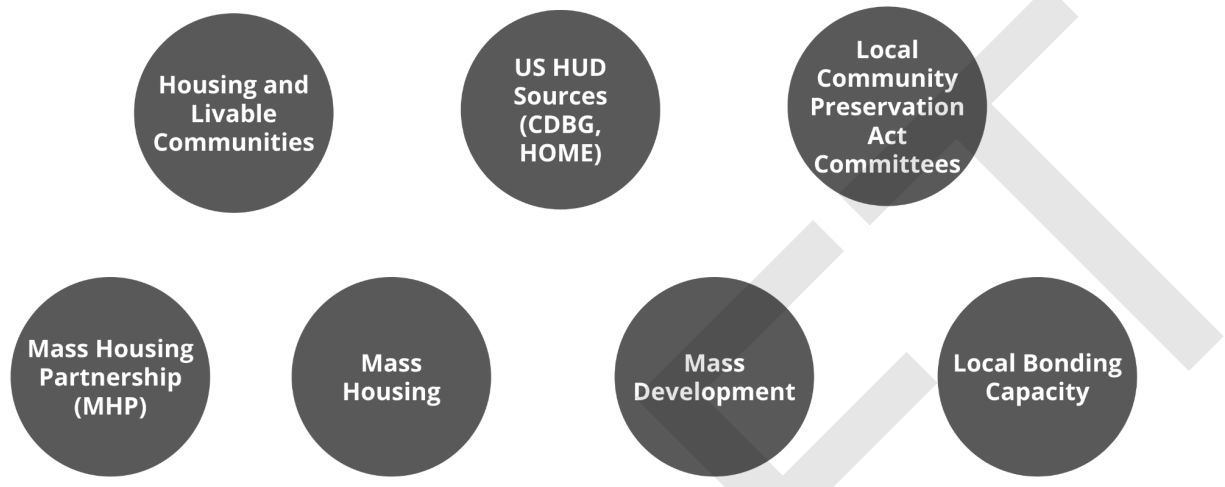 Housing and
Livable
Communities
US HUD
Sources
(CDBG,
HOME)
Local
Community
Preservation
Act
Committees
Mass Housing
Partnership
(MHP)
Mass
Housing
Mass
Development
Local Bonding
Capacity